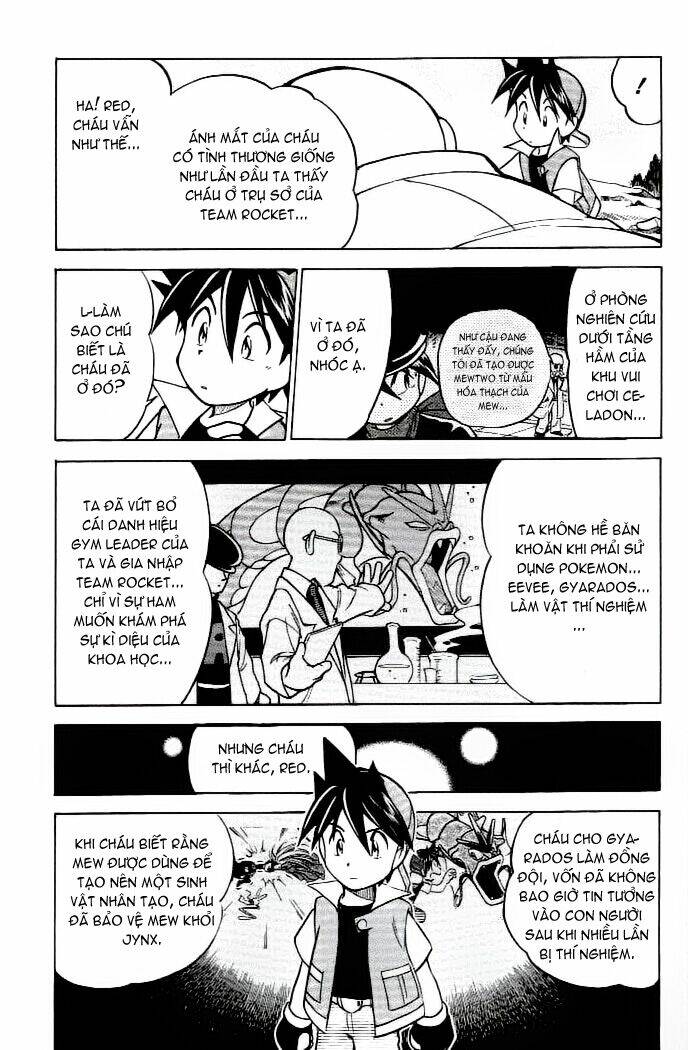 !
HA! RED,
CHÁU VẪN
NHƯ THẾ...
ÁNH MẮT CỦA CHÁU
CÓ TÌNH THƯƠNG GIỐNG
NHƯ LẦN ĐẦU TA THẤY
CHÁU Ở TRỤ SỞ CỦA
TEAM ROCKET...
L-LÀM
SAO CHÚ
BIẾT LÀ
CHÁU ĐÃ
Ở ĐÓ?
VÌ TA ĐÃ
Ở ĐÓ,
NHÓC Ạ.
NHƯ CẬU ĐANG
THẤY ĐẤY, CHÚNG
TÔI ĐÃ TẠO ĐƯỢC
MEWTWO TỪ MẨU
HÓA THẠCH CỦA
MEW...
Ở PHÒNG
NGHIÊN CỨU
DƯỚI TẦNG
HẦM CỦA
KHU VUI
CHƠI CE-
LADON...
TA ĐÃ VỨT BỎ
CÁI DANH HIỆU
GYM LEADER CỦA
TA VÀ GIA NHẬP
TEAM ROCKET...
CHỈ VÌ SỰ HAM
MUỐN KHÁM PHÁ
SỰ KÌ DIỆU CỦA
KHOA HỌC...
TA KHÔNG HỀ BĂN
KHOĂN KHI PHẢI SỬ
DỤNG POKEMON...
EEVEE, GYARADOS...
LÀM VẬT THÍ NGHIỆM
...
NHƯNG CHÁU
THÌ KHÁC, RED.
KHI CHÁU BIẾT RẰNG
MEW ĐƯỢC DÙNG ĐỂ
TẠO NÊN MỘT SINH
VẬT NHÂN TẠO, CHÁU
ĐÃ BẢO VỆ MEW KHỎI
JYNX.
CHÁU CHO GYA-
RADOS LÀM ĐỒNG
ĐỘI, VỐN ĐÃ KHÔNG
BAO GIỜ TIN TƯỞNG
VÀO CON NGƯỜI
SAU KHI NHIỀU LẦN
BỊ THÍ NGHIỆM.